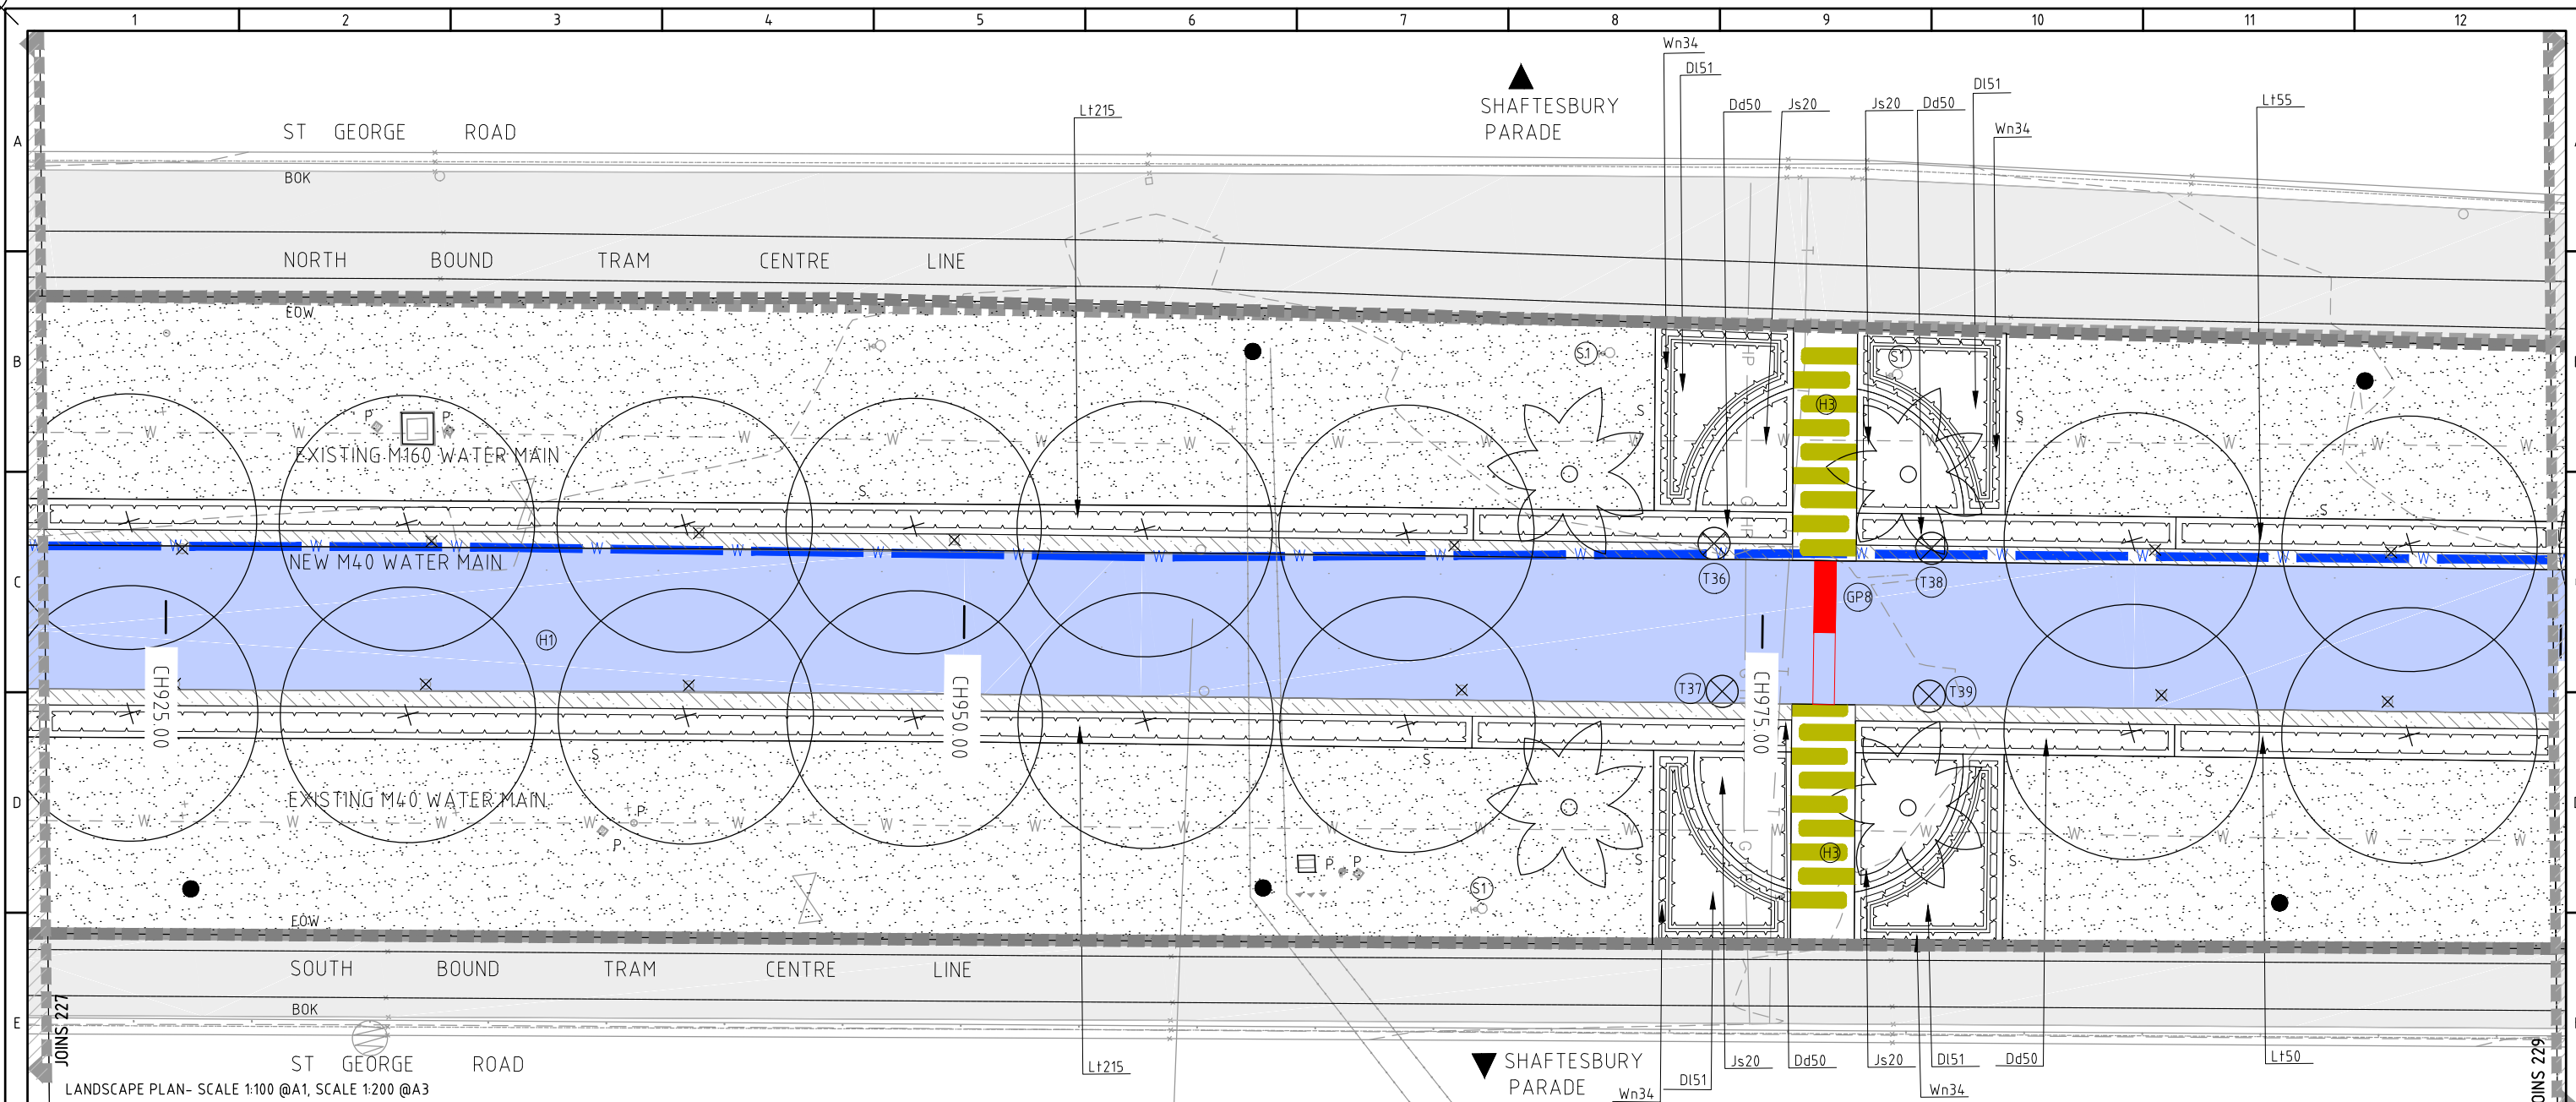 1 2 3 4 5 6 7 8 9 10 11 12
Wn34
Dl51
SHAFTESBURY
PARADE
Dd50 Js20 Js20 Dd50
Dl51
Wn34
Lt55
Lt215
A
ST GEORGE ROAD
BOK
NORTH BOUND TRAM CENTRE LINE
EOW
B
S1 S1
P P
H3
S S
W W W W W W W W W W W W W W W W W
EXISTING M160 WATER MAIN
S S
W W W W W W W W W W W W W W W W W
NEW M40 WATER MAIN
C
T36 GP8 T38
H1
T37 T39
CH925.00 CH950.00 CH975.00
S S S
D
EXISTING M40 WATER MAIN
P
W W W W W W W W W W W W W W W W W
P
P P
H3
S S
S1
EOW
SOUTH BOUND TRAM CENTRE LINE
BOK
E
JOINS 227
ST GEORGE ROAD
Lt215
SHAFTESBURY
PARADE
Wn34
Dl51
Js20 Dd50 Js20 Dl51 Dd50
Wn34
Lt50
JOINS 229
LANDSCAPE PLAN- SCALE 1:100 @A1, SCALE 1:200 @A3